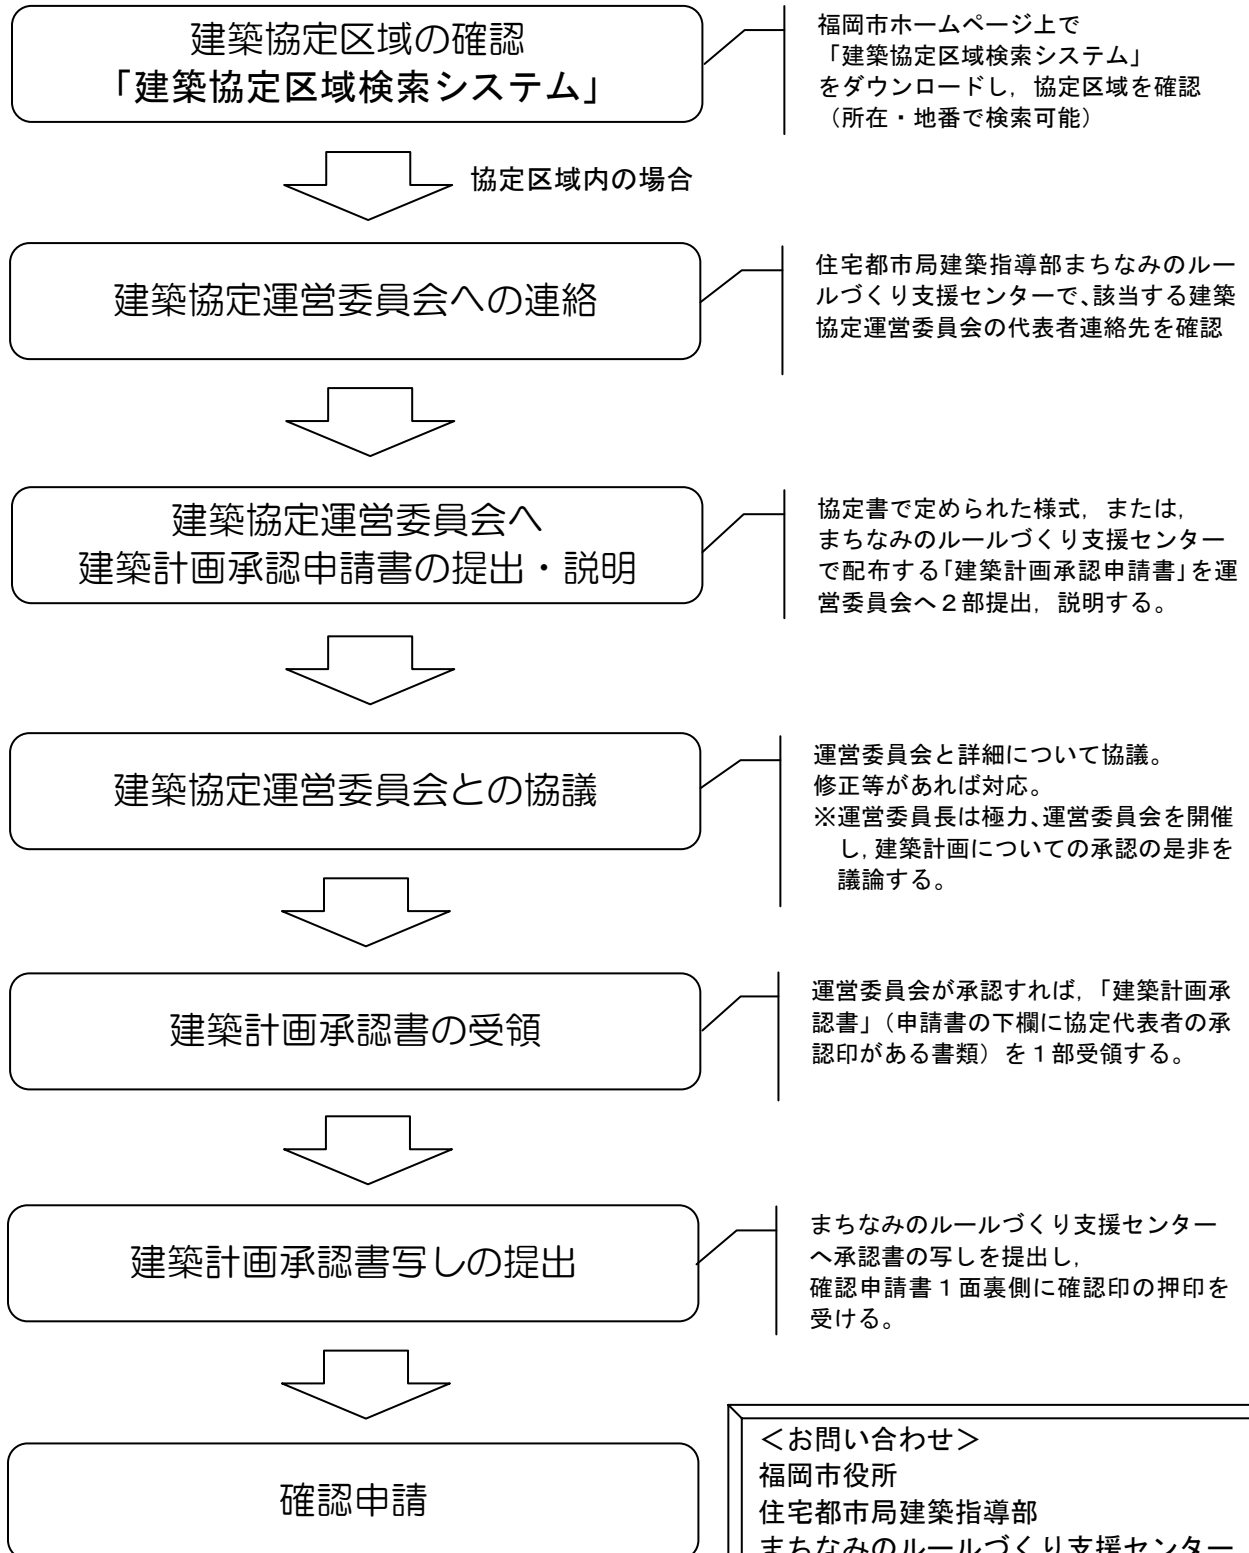 建築協定区域の確認
「建築協定区域検索システム」
福岡市ホームページ上で
「建築協定区域検索システム」
をダウンロードし，協定区域を確認
（所在・地番で検索可能）
協定区域内の場合
建築協定運営委員会への連絡
住宅都市局建築指導部まちなみのルー
ルづくり支援センターで、該当する建築
協定運営委員会の代表者連絡先を確認
建築協定運営委員会へ
建築計画承認申請書の提出・説明
協定書で定められた様式，または，
まちなみのルールづくり支援センター
で配布する「建築計画承認申請書」を運
営委員会へ２部提出，説明する。
建築協定運営委員会との協議
運営委員会と詳細について協議。
修正等があれば対応。
※運営委員長は極力、運営委員会を開催
し，建築計画についての承認の是非を
議論する。
建築計画承認書の受領
運営委員会が承認すれば，「建築計画承
認書」（申請書の下欄に協定代表者の承
認印がある書類）を１部受領する。
建築計画承認書写しの提出
まちなみのルールづくり支援センター
へ承認書の写しを提出し，
確認申請書１面裏側に確認印の押印を
受ける。
確認申請
＜お問い合わせ＞
福岡市役所
住宅都市局建築指導部
まちなみのルールづくり支援センター